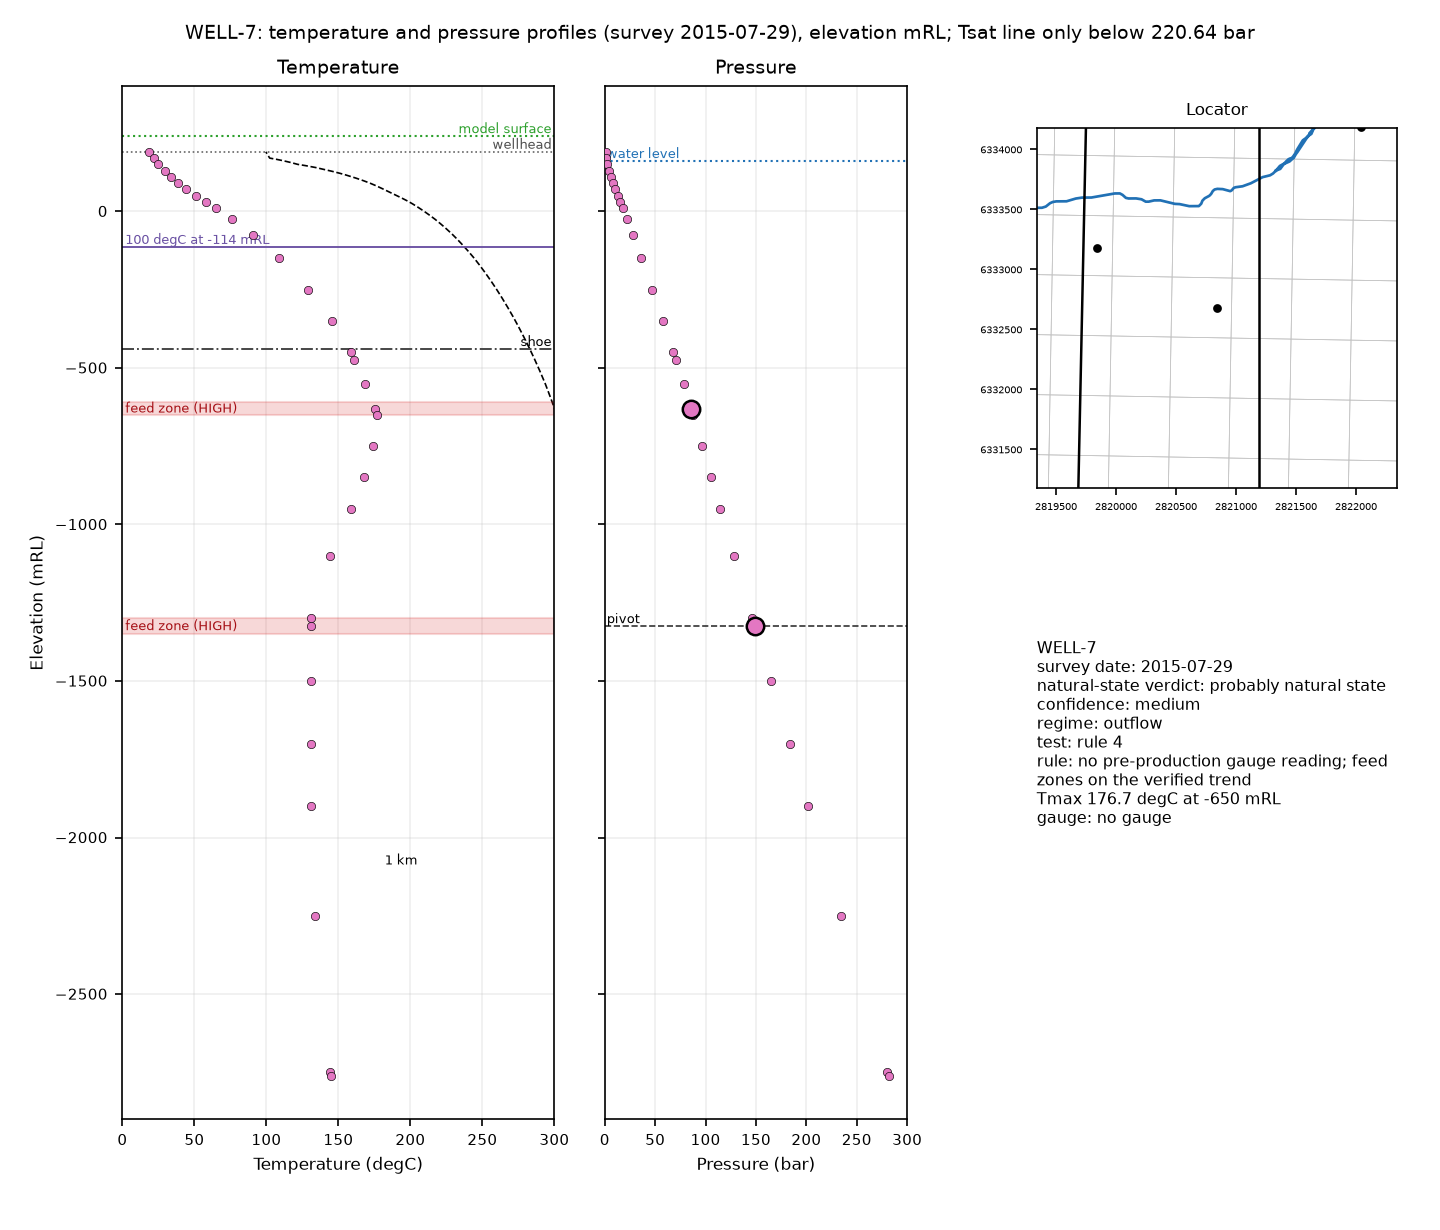 WELL-7: temperature and pressure profiles (survey 2015-07-29), elevation mRL; Tsat line only below 220.64 bar
Temperature
model surface
wellhead
100 degC at -114 mRL
shoe
feed zone (HIGH)
feed zone (HIGH)
1 km
0
−500
−1000
−1500
−2000
−2500
Elevation (mRL)
0 50 100 150 200 250 300
Temperature (degC)
Pressure
water level
pivot
0 50 100 150 200 250 300
Pressure (bar)
Locator
6334000
6333500
6333000
6332500
6332000
6331500
2819500 2820000 2820500 2821000 2821500 2822000
WELL-7
survey date: 2015-07-29
natural-state verdict: probably natural state
confidence: medium
regime: outflow
test: rule 4
rule: no pre-production gauge reading; feed
zones on the verified trend
Tmax 176.7 degC at -650 mRL
gauge: no gauge